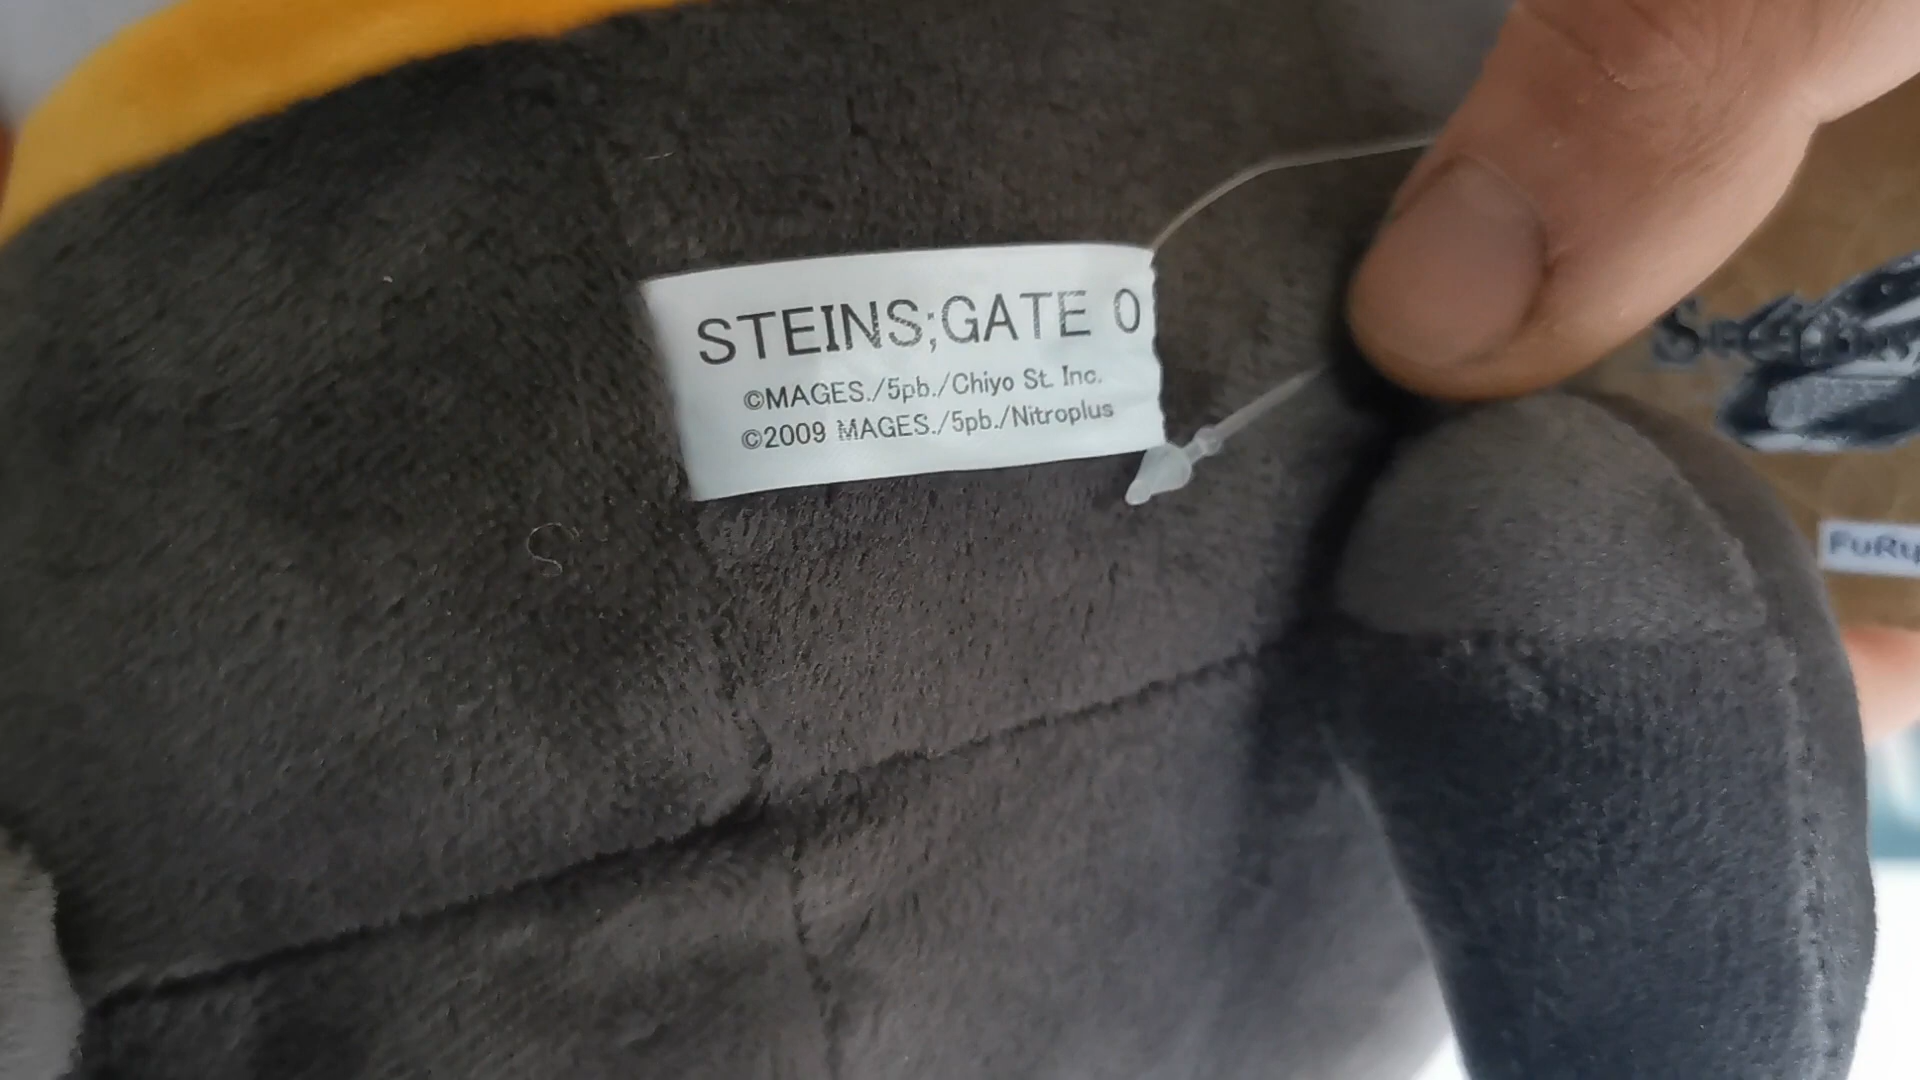 STEINS;GATE 0
©MAGES./5pb./Chiyo St. Inc.
©2009 MAGES./5pb./Nitroplus